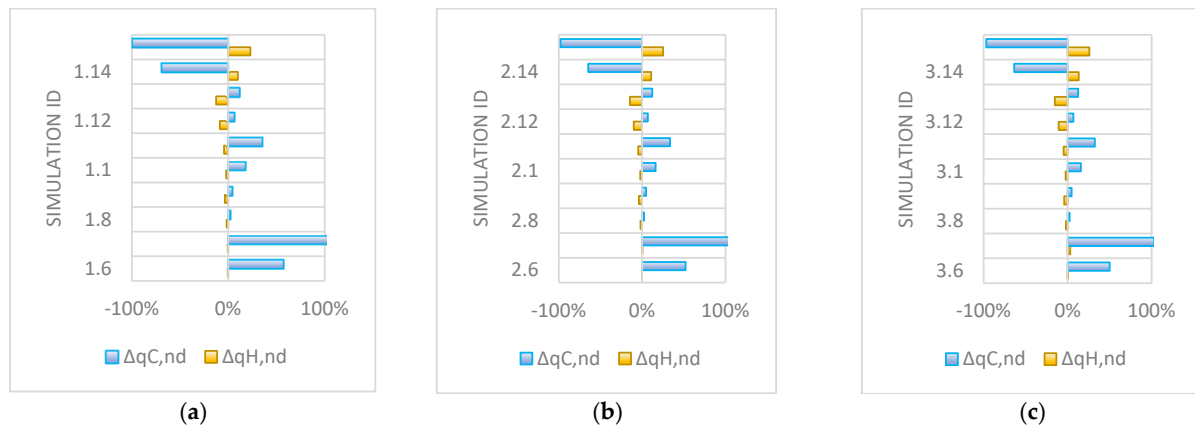 SIMULATION ID
1.14
1.12
1.1
1.8
1.6
-100% 0% 100%
ΔqC,nd ΔqH,nd
(a)
SIMULATION ID
2.14
2.12
2.1
2.8
2.6
-100% 0% 100%
ΔqC,nd ΔqH,nd
(b)
SIMULATION ID
3.14
3.12
3.1
3.8
3.6
-100% 0% 100%
ΔqC,nd ΔqH,nd
(c)